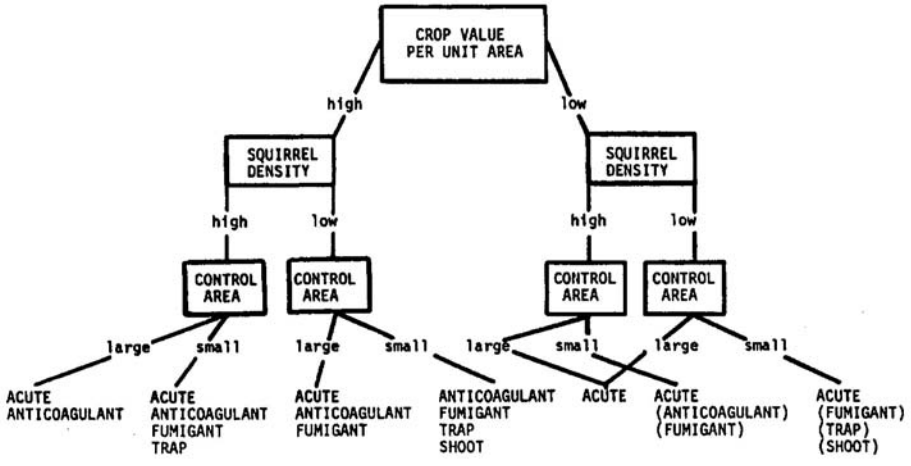 CROP VALUE
PER UNIT AREA
high
low
SQUIRREL
DENSITY
SQUIRREL
DENSITY
high
low
high
low
CONTROL
AREA
CONTROL
AREA
CONTROL
AREA
CONTROL
AREA
large
small
large
small
large
small
large
small
ACUTE
ANTICOAGULANT
ACUTE
ANTICOAGULANT
FUMIGANT
TRAP
ACUTE
ANTICOAGULANT
FUMIGANT
ANTICOAGULANT
FUMIGANT
TRAP
SHOOT
ACUTE
ACUTE
(ANTICOAGULANT)
(FUMIGANT)
ACUTE
(FUMIGANT)
(TRAP)
(SHOOT)